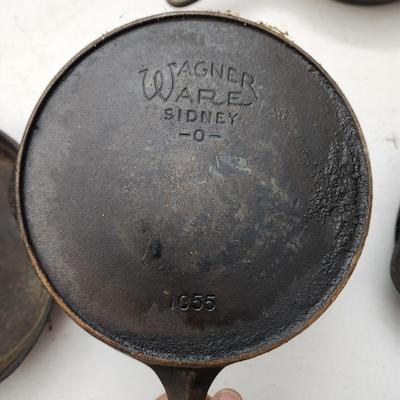 WAGNER
WARE
SIDNEY
-O-
1055